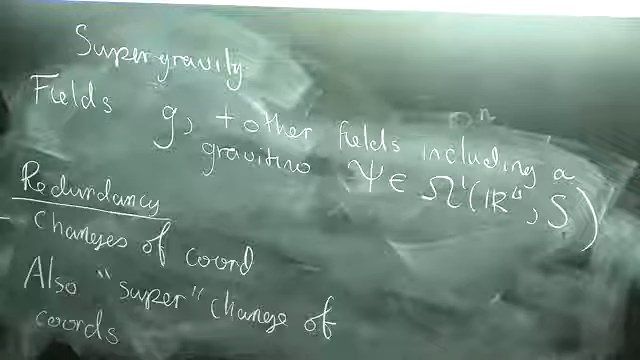 Supergravity
Fields g, + other fields including a
gravitino Ψ ∈ Ω¹(ℝ⁴, S)
Redundancy
Changes of coord
Also "super" change of
coords